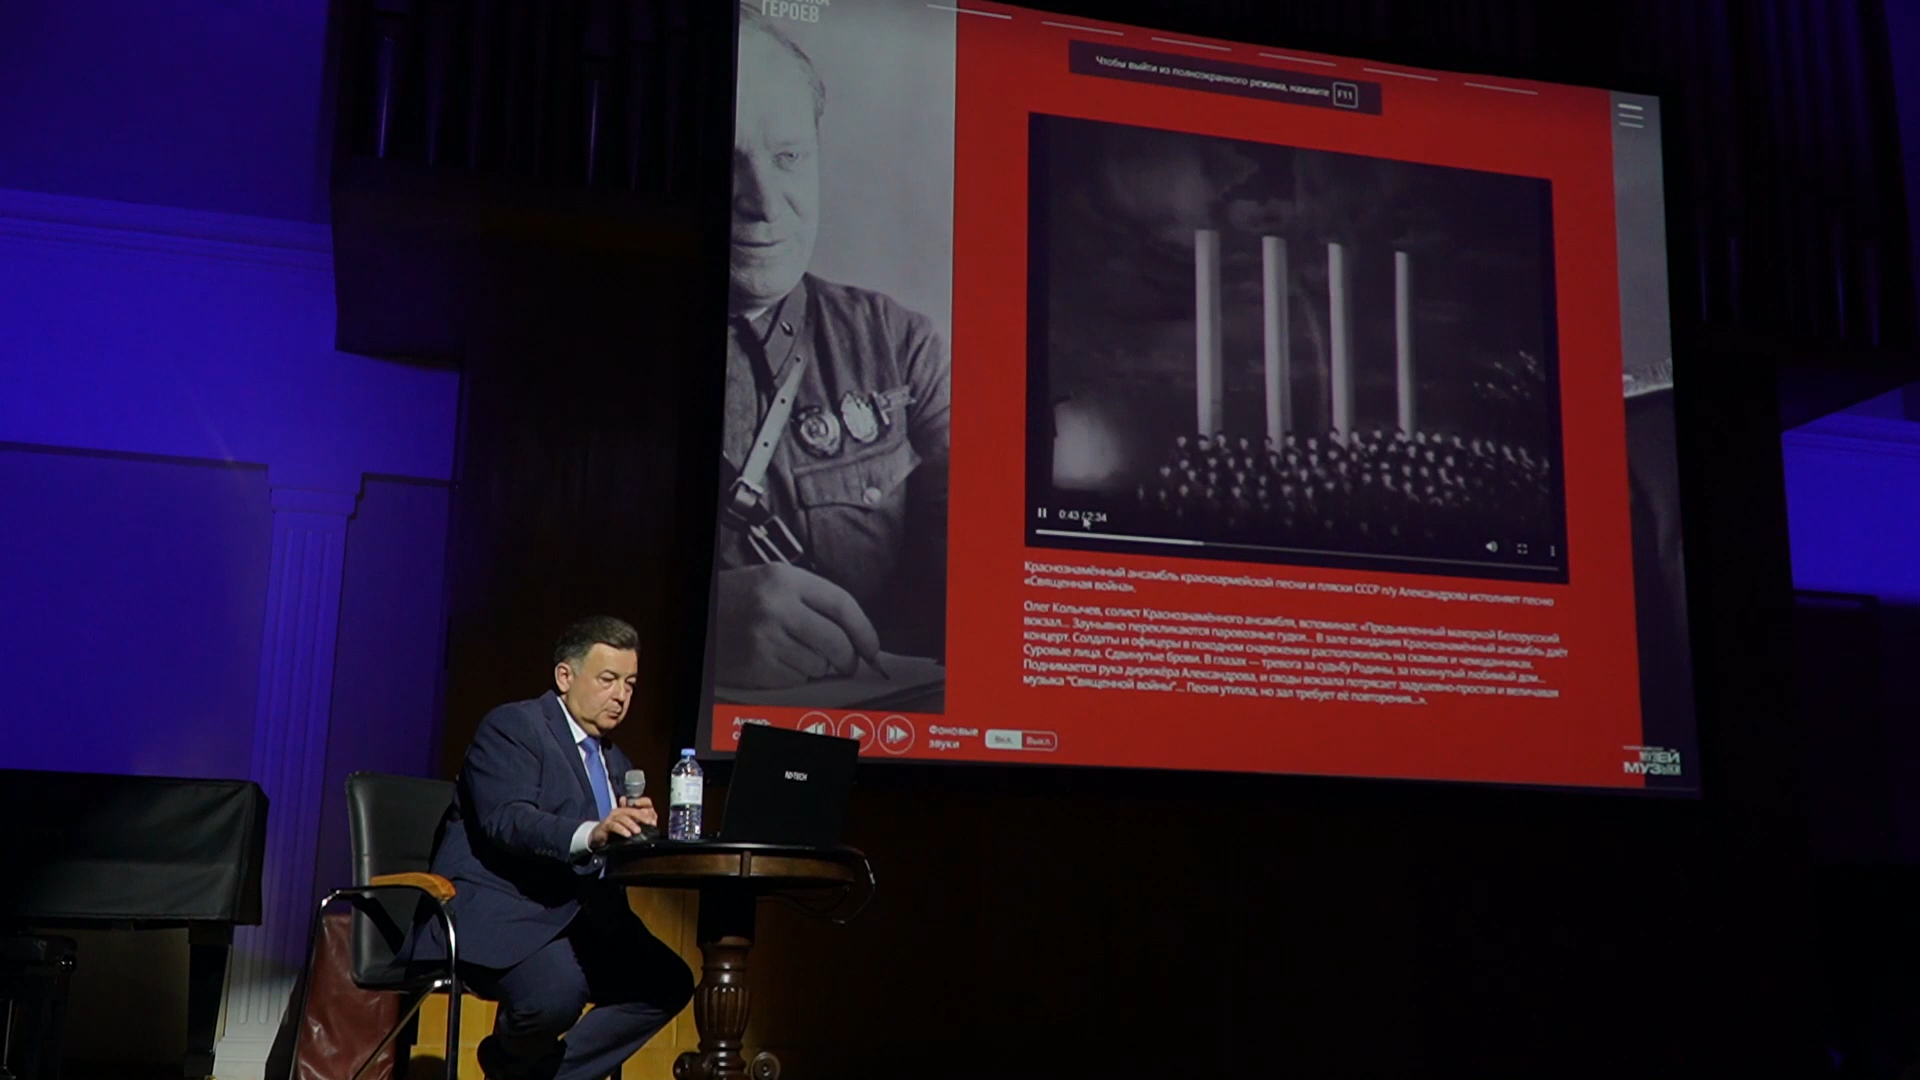 ГЕРОЕВ
Чтобы выйти из полноэкранного режима, нажмите F11
0:43 / 2:34
Краснознамённый ансамбль красноармейской песни и пляски СССР п/у Александрова исполняет песню
«Священная война».
Олег Колычев, солист Краснознамённого ансамбля, вспоминал: «Продымленный махоркой Белорусский
вокзал... Заунывно перекликаются паровозные гудки... В зале ожидания Краснознамённый ансамбль даёт
концерт. Солдаты и офицеры в походном снаряжении расположились на скамьях и чемоданчиках.
Суровые лица. Сдвинутые брови. В глазах — тревога за судьбу Родины, за покинутый любимый дом...
Поднимается рука дирижёра Александрова, и своды вокзала потрясает задушевно-простая и величавая
музыка "Священной войны"... Песня утихла, но зал требует её повторения...».
Фоновые
звуки
Вкл. Выкл.
МУЗЕЙ
МУЗЫКИ